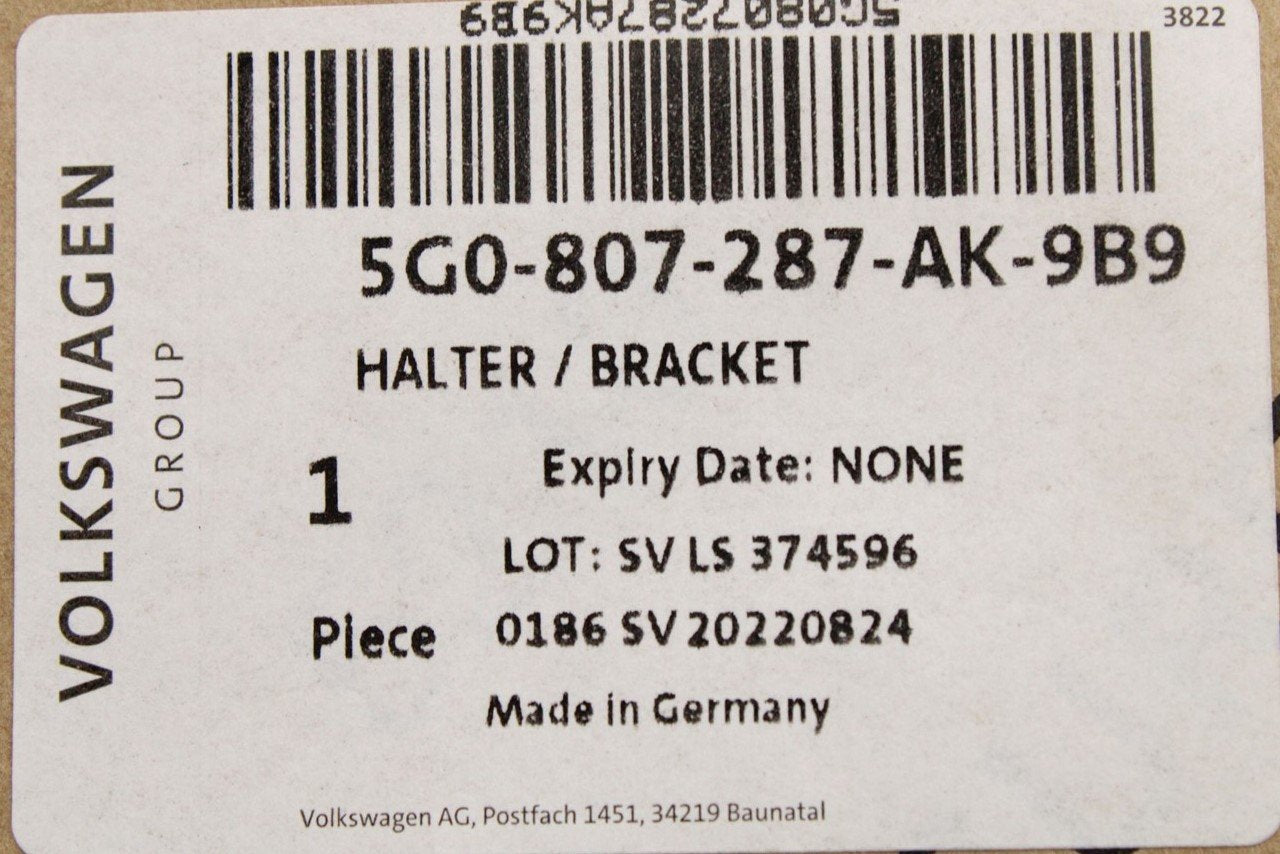 5G0807287AK9B9
3822
5G0-807-287-AK-9B9
HALTER / BRACKET
1
Expiry Date: NONE
LOT: SV LS 374596
Piece
0186 SV 20220824
Made in Germany
Volkswagen AG, Postfach 1451, 34219 Baunatal
VOLKSWAGEN
GROUP